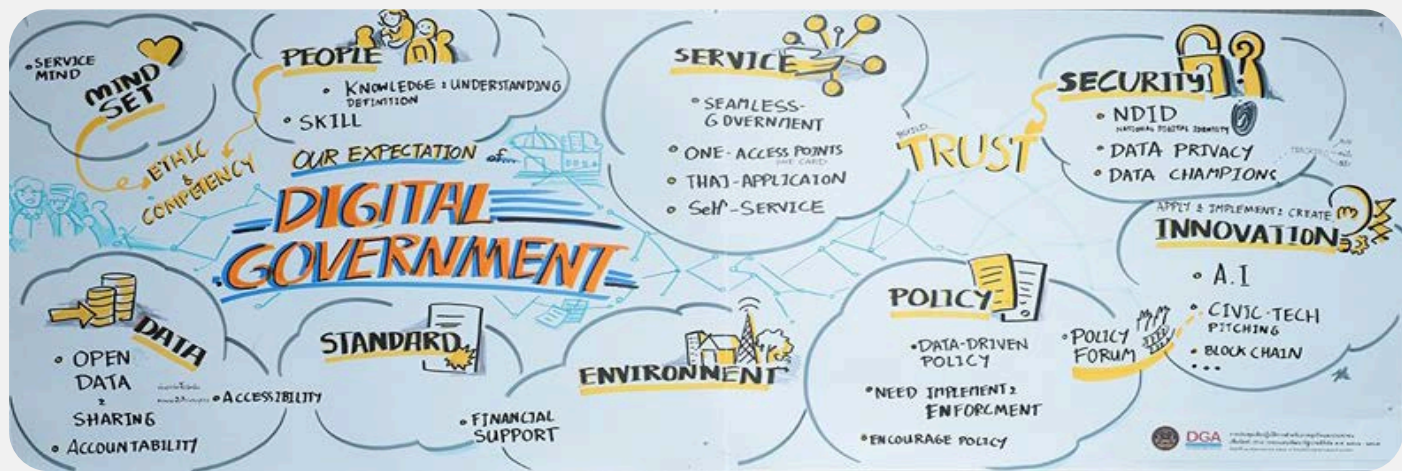 SERVICE
MIND
MIND
SET
PEOPLE
KNOWLEDGE & UNDERSTANDING
DEFINITION
SKILL
ETHIC
&
COMPETENCY
OUR EXPECTATION of...
DIGITAL
GOVERNMENT
SERVICE
SEAMLESS-
GOVERNMENT
ONE-ACCESS POINTS
ONE CARD
THAI-APPLICAION
Self-SERVICE
BUILD
TRUST
SECURITY
NDID
NATIONAL DIGITAL IDENTITY
DATA PRIVACY
DATA CHAMPIONS
TRACKING
APPLY & IMPLEMENT & CREATE
INNOVATION
A.I
CIVIC-TECH
PITCHING
BLOCK CHAIN
...
DATA
OPEN
DATA
&
SHARING
ACCOUNTABILITY
ACCESSIBILITY
STANDARD
FINANCIAL
SUPPORT
ENVIRONMENT
POLICY
DATA-DRIVEN
POLICY
NEED IMPLEMENT &
ENFORCMENT
ENCOURAGE POLICY
POLICY
FORUM
DGA